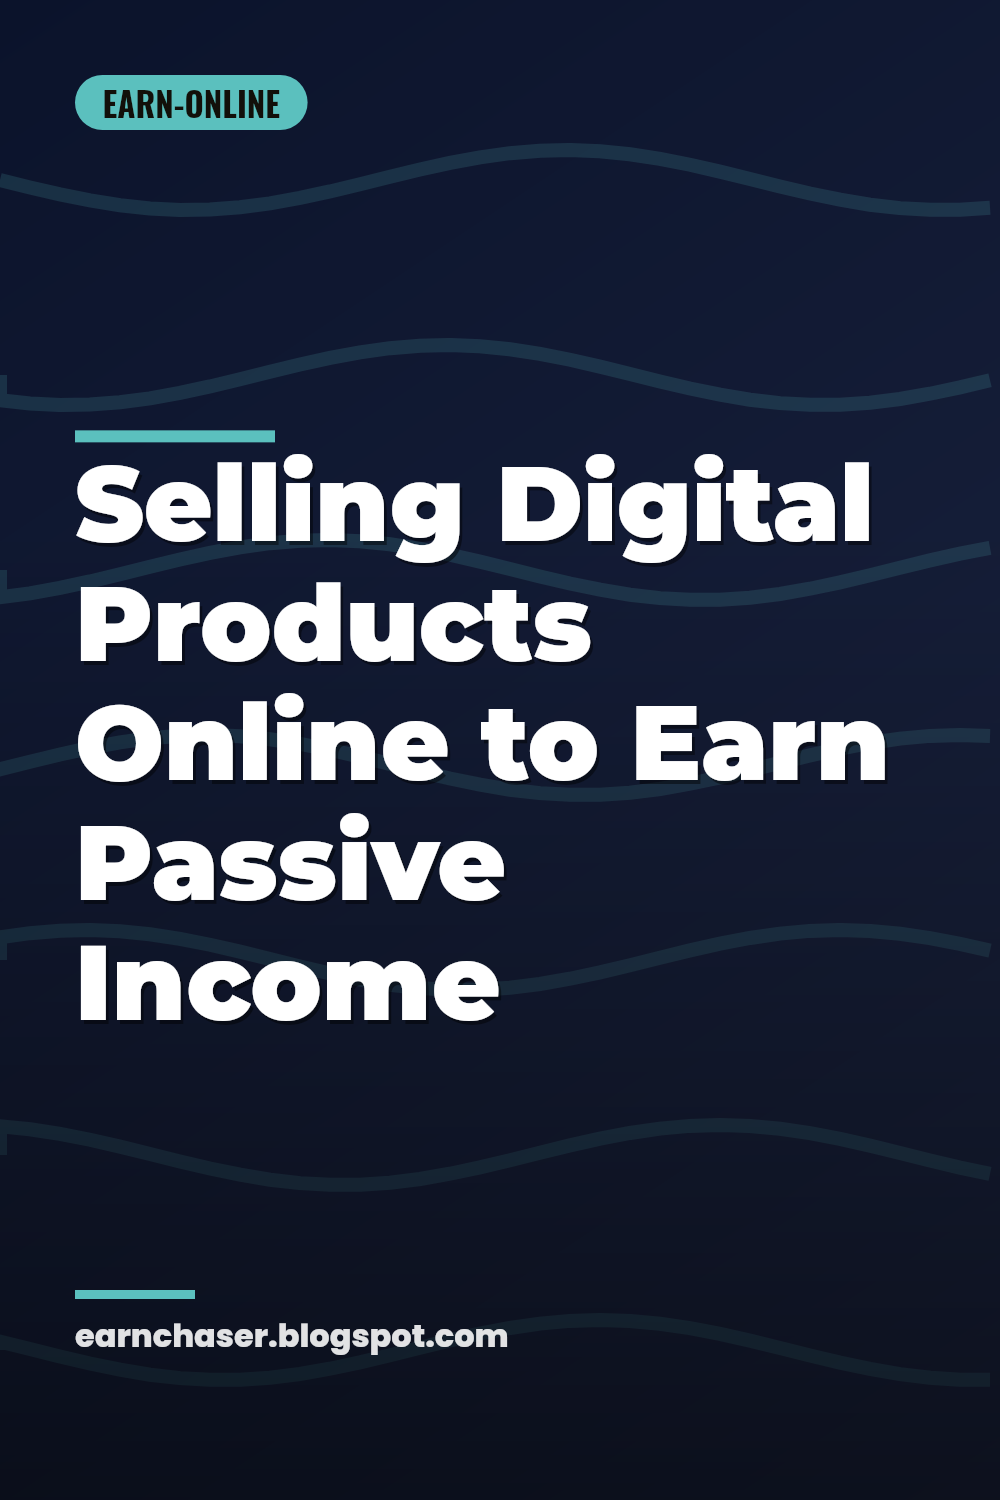 EARN-ONLINE
Selling Digital
Products
Online to Earn
Passive
Income
earnchaser.blogspot.com